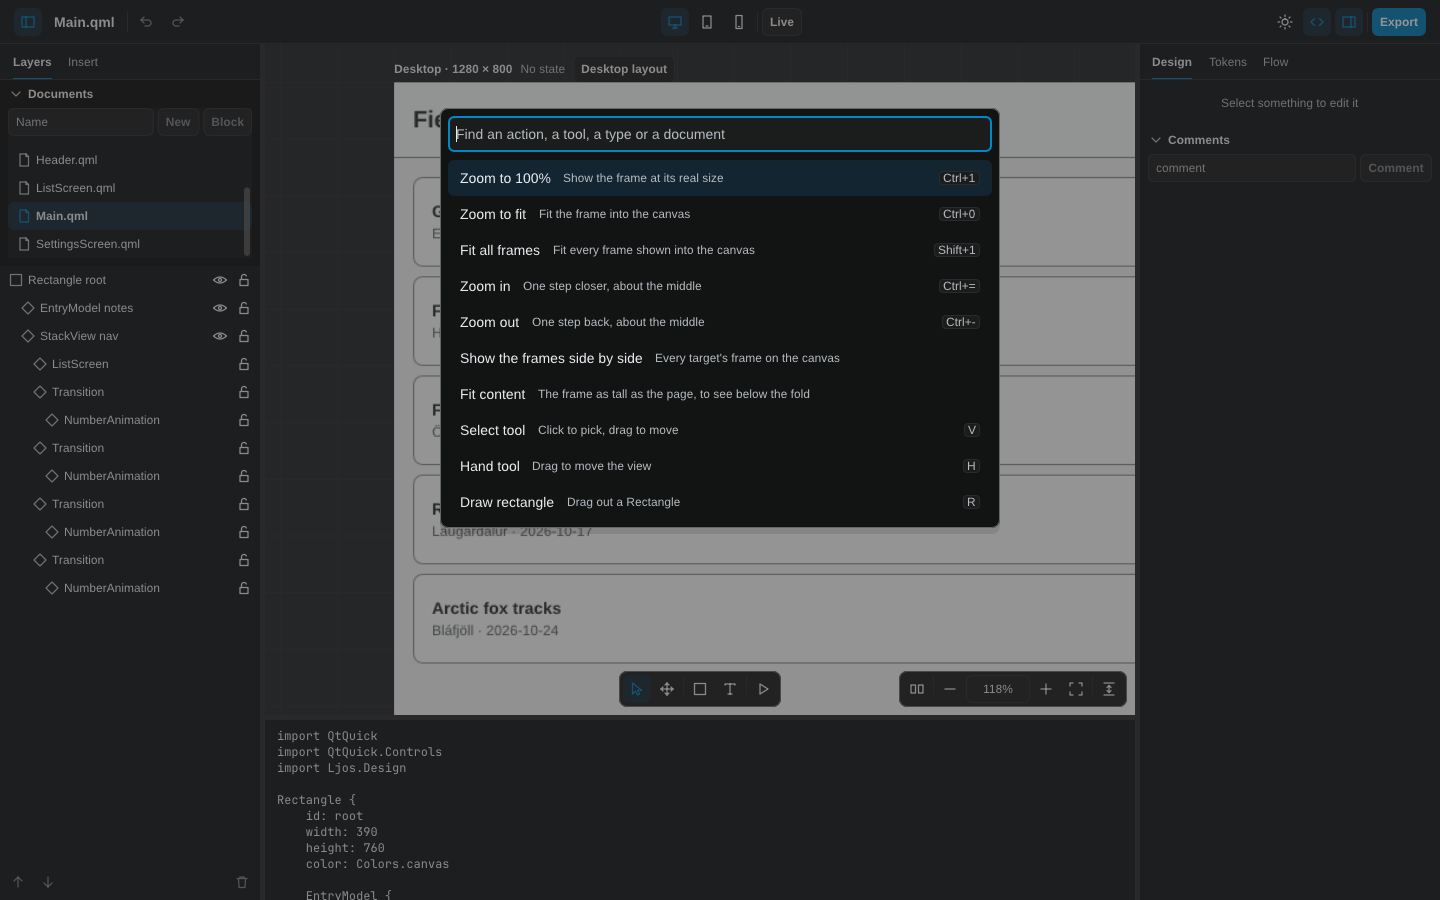 Main.qml
Live
Export
Layers Insert
Documents
Name New Block
Header.qml
ListScreen.qml
Main.qml
SettingsScreen.qml
Rectangle root
EntryModel notes
StackView nav
ListScreen
Transition
NumberAnimation
Transition
NumberAnimation
Transition
NumberAnimation
Transition
NumberAnimation
Desktop · 1280 × 800 No state Desktop layout
Find an action, a tool, a type or a document
Zoom to 100% Show the frame at its real size Ctrl+1
Zoom to fit Fit the frame into the canvas Ctrl+0
Fit all frames Fit every frame shown into the canvas Shift+1
Zoom in One step closer, about the middle Ctrl+=
Zoom out One step back, about the middle Ctrl+-
Show the frames side by side Every target's frame on the canvas
Fit content The frame as tall as the page, to see below the fold
Select tool Click to pick, drag to move V
Hand tool Drag to move the view H
Draw rectangle Drag out a Rectangle R
Laugardalur · 2026-10-17
Arctic fox tracks
Bláfjöll · 2026-10-24
118%
import QtQuick
import QtQuick.Controls
import Ljos.Design
Rectangle {
id: root
width: 390
height: 760
color: Colors.canvas
EntryModel {
Design Tokens Flow
Select something to edit it
Comments
comment Comment